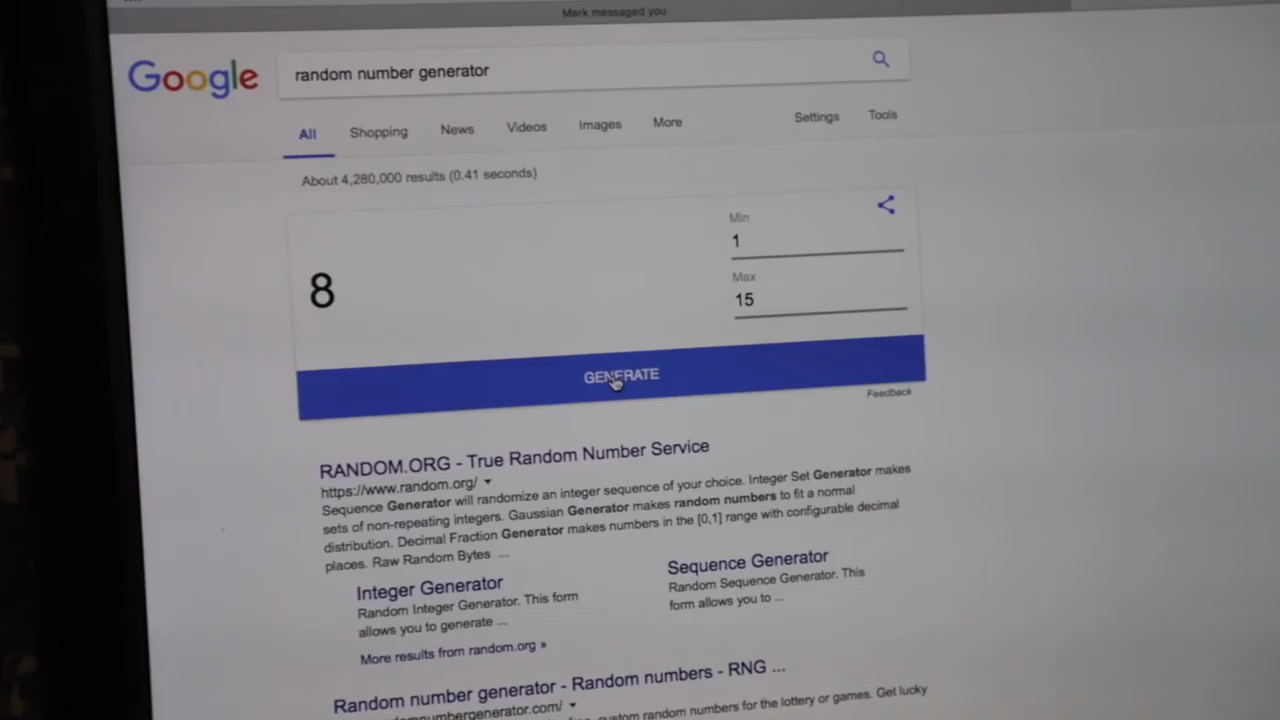 Mark messaged you
Google
random number generator
All Shopping News Videos Images More Settings Tools
About 4,280,000 results (0.41 seconds)
Min
1
8
Max
15
GENERATE
Feedback
RANDOM.ORG - True Random Number Service
https://www.random.org/
Sequence Generator will randomize an integer sequence of your choice. Integer Set Generator makes
sets of non-repeating integers. Gaussian Generator makes random numbers to fit a normal
distribution. Decimal Fraction Generator makes numbers in the [0,1] range with configurable decimal
places. Raw Random Bytes ...
Integer Generator
Random Integer Generator. This form
allows you to generate ...
Sequence Generator
Random Sequence Generator. This
form allows you to ...
More results from random.org »
Random number generator - Random numbers - RNG ...
numbergenerator.com/
custom random numbers for the lottery or games. Get lucky